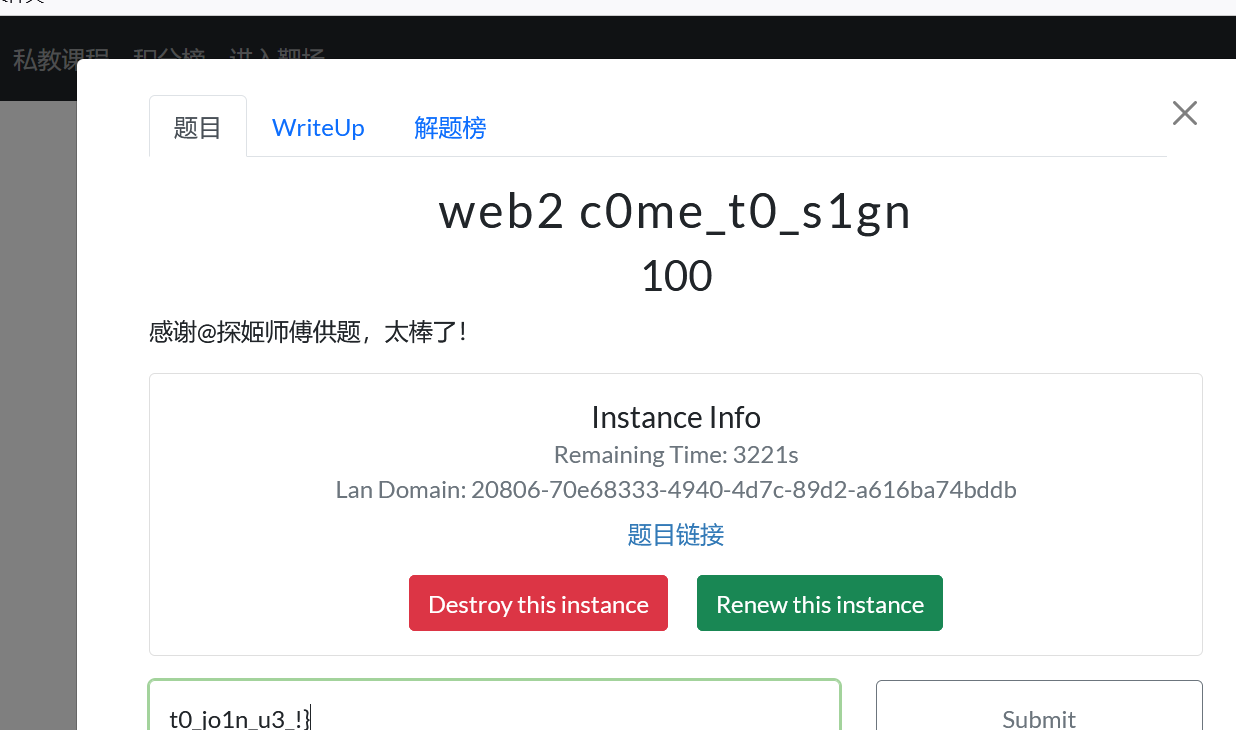 私教课程 积分榜 进入靶场
题目 WriteUp 解题榜
web2 c0me_t0_s1gn
100
感谢@探姬师傅供题，太棒了！
Instance Info
Remaining Time: 3221s
Lan Domain: 20806-70e68333-4940-4d7c-89d2-a616ba74bddb
题目链接
Destroy this instance Renew this instance
t0_jo1n_u3_!} Submit